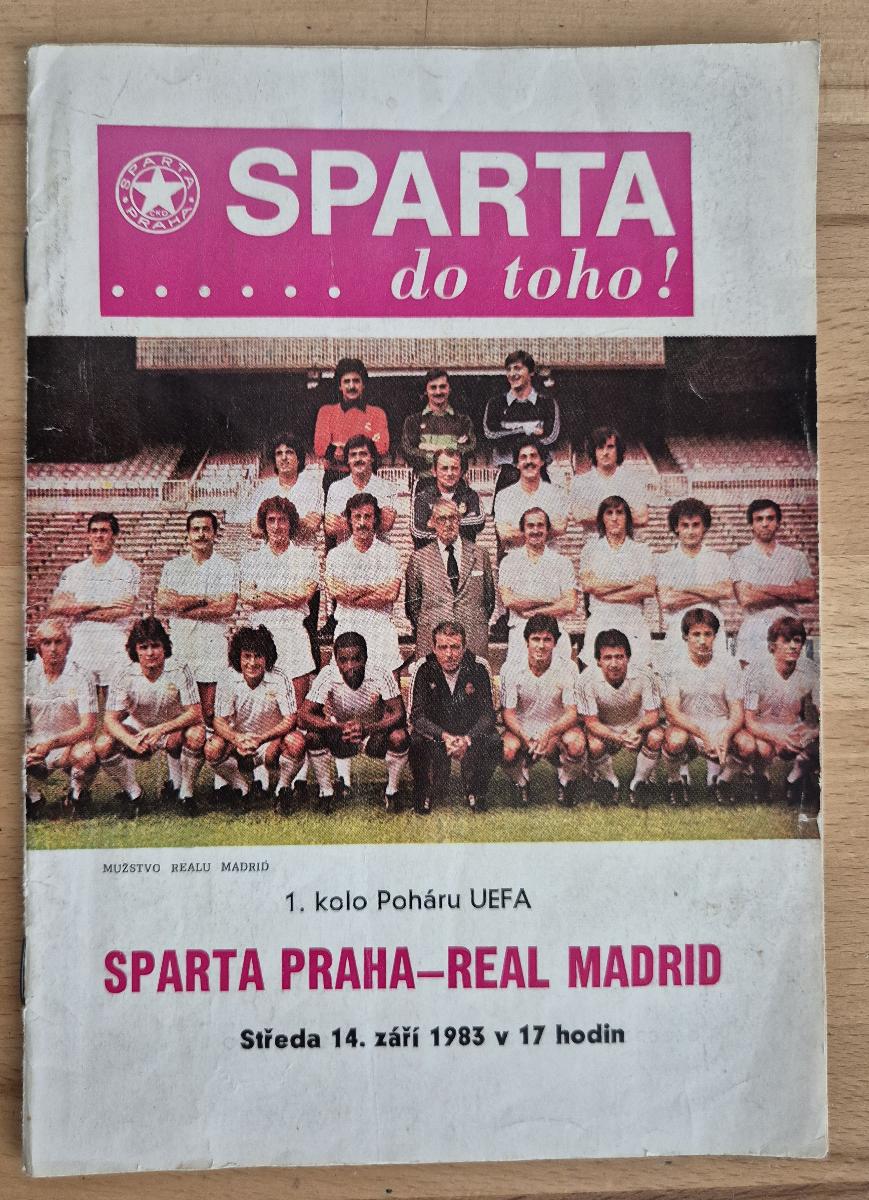 SPARTA PRAHA
ČKD
SPARTA
...... do toho!
MUŽSTVO REALU MADRID
1. kolo Poháru UEFA
SPARTA PRAHA–REAL MADRID
Středa 14. září 1983 v 17 hodin